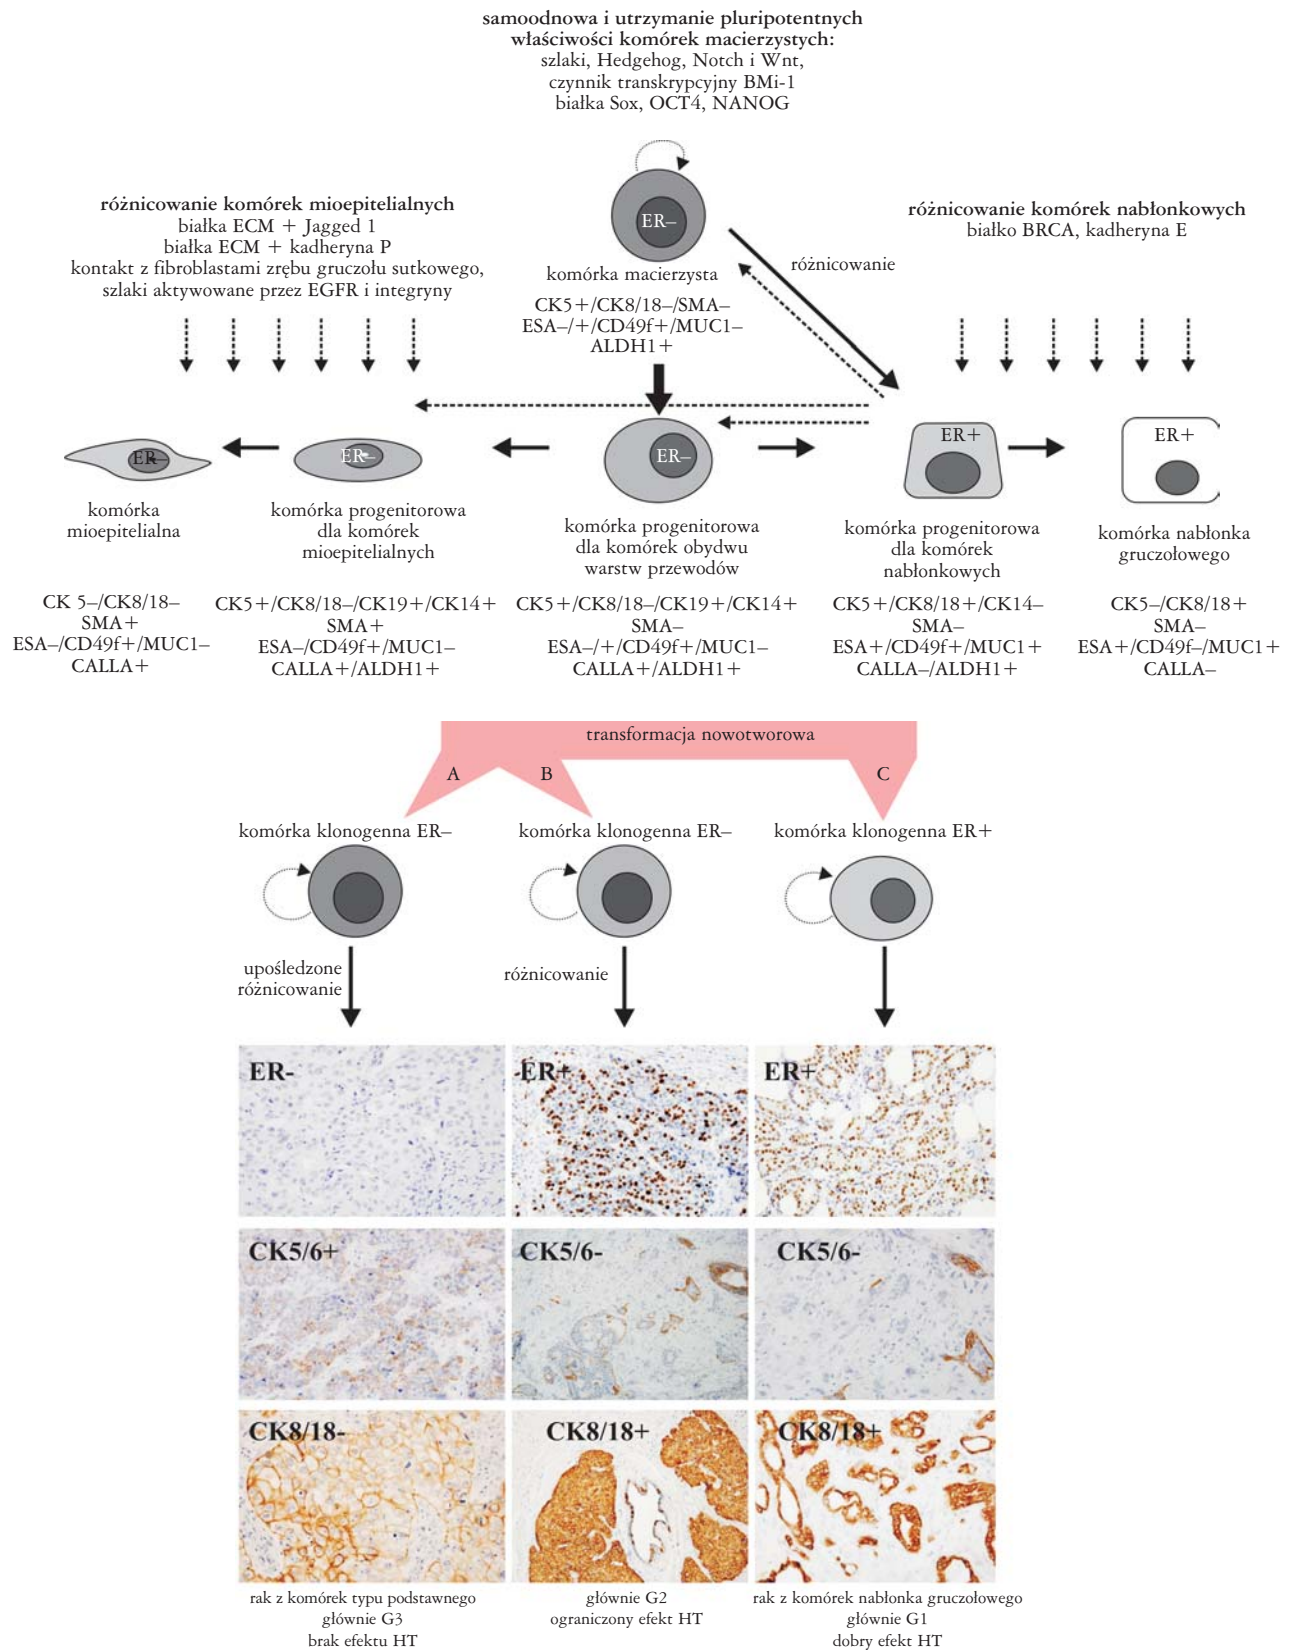 samoodnowa i utrzymanie pluripotentnych
właściwości komórek macierzystych:
szlaki, Hedgehog, Notch i Wnt,
czynnik transkrypcyjny BMi-1
białka Sox, OCT4, NANOG
różnicowanie komórek mioepitelialnych
białka ECM + Jagged 1
białka ECM + kadheryna P
kontakt z fibroblastami zrębu gruczołu sutkowego,
szlaki aktywowane przez EGFR i integryny
ER–
komórka macierzysta
CK5+/CK8/18–/SMA–
ESA–/+/CD49f+/MUC1–
ALDH1+
różnicowanie
różnicowanie komórek nabłonkowych
białko BRCA, kadheryna E
ER–
komórka
mioepitelialna
CK 5–/CK8/18–
SMA+
ESA–/CD49f+/MUC1–
CALLA+
ER–
komórka progenitorowa
dla komórek
mioepitelialnych
CK5+/CK8/18–/CK19+/CK14+
SMA+
ESA–/CD49f+/MUC1–
CALLA+/ALDH1+
ER–
komórka progenitorowa
dla komórek obydwu
warstw przewodów
CK5+/CK8/18–/CK19+/CK14+
SMA–
ESA–/+/CD49f+/MUC1–
CALLA+/ALDH1+
ER+
komórka progenitorowa
dla komórek
nabłonkowych
CK5+/CK8/18+/CK14–
SMA–
ESA+/CD49f+/MUC1+
CALLA–/ALDH1+
ER+
komórka nabłonka
gruczołowego
CK5–/CK8/18+
SMA–
ESA+/CD49f–/MUC1+
CALLA–
transformacja nowotworowa
A
B
C
komórka klonogenna ER–
komórka klonogenna ER–
komórka klonogenna ER+
upośledzone
różnicowanie
różnicowanie
ER-
ER+
ER+
CK5/6+
CK5/6-
CK5/6-
CK8/18-
CK8/18+
CK8/18+
rak z komórek typu podstawnego
głównie G3
brak efektu HT
głównie G2
ograniczony efekt HT
rak z komórek nabłonka gruczołowego
głównie G1
dobry efekt HT